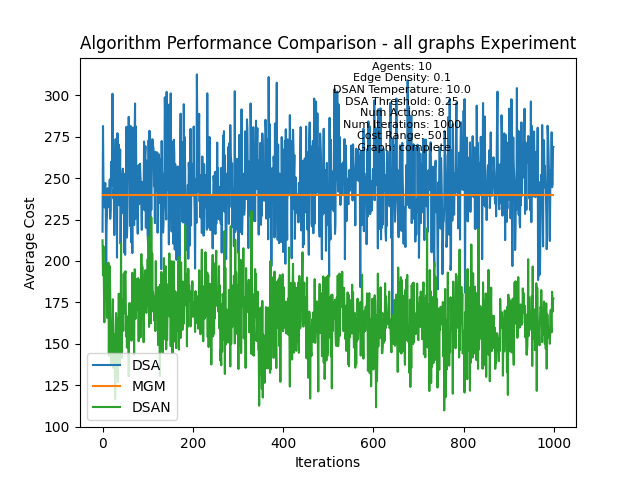 Algorithm Performance Comparison - all graphs Experiment
Agents: 10
Edge Density: 0.1
DSAN Temperature: 10.0
DSA Threshold: 0.25
Num Actions: 8
Num Iterations: 1000
Cost Range: 501
Graph: complete
300
275
250
225
200
175
150
125
100
Average Cost
DSA
MGM
DSAN
0
200
400
600
800
1000
Iterations